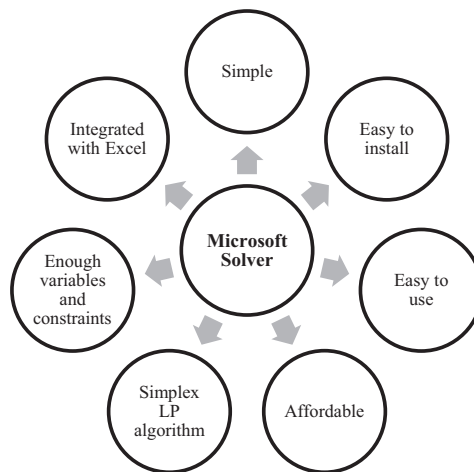 Simple
Easy to
install
Easy to
use
Affordable
Simplex
LP
algorithm
Enough
variables
and
constraints
Integrated
with Excel
Microsoft
Solver